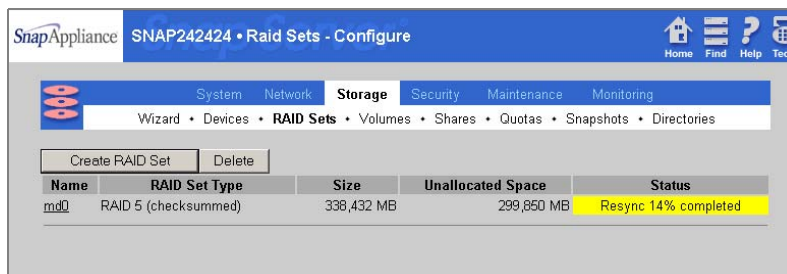 SnapAppliance SNAP242424 • Raid Sets - Configure
Home Find Help
System Network Storage Security Maintenance Monitoring
Wizard • Devices • RAID Sets • Volumes • Shares • Quotas • Snapshots • Directories
Create RAID Set Delete
Name RAID Set Type Size Unallocated Space Status
md0 RAID 5 (checksummed) 338,432 MB 299,850 MB Resync 14% completed